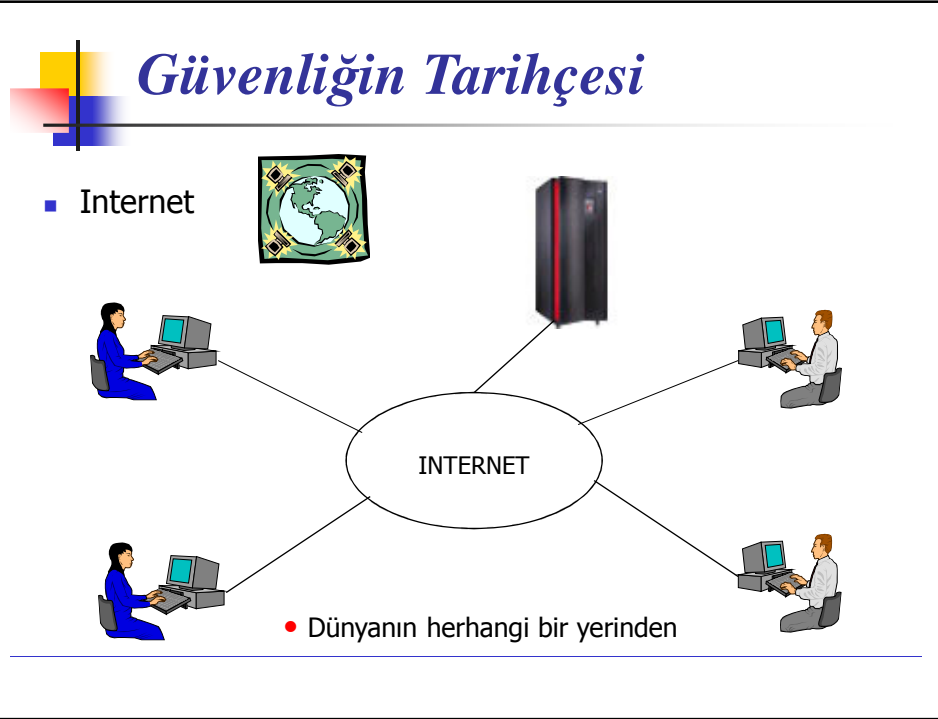 Güvenliğin Tarihçesi
Internet
INTERNET
Dünyanın herhangi bir yerinden